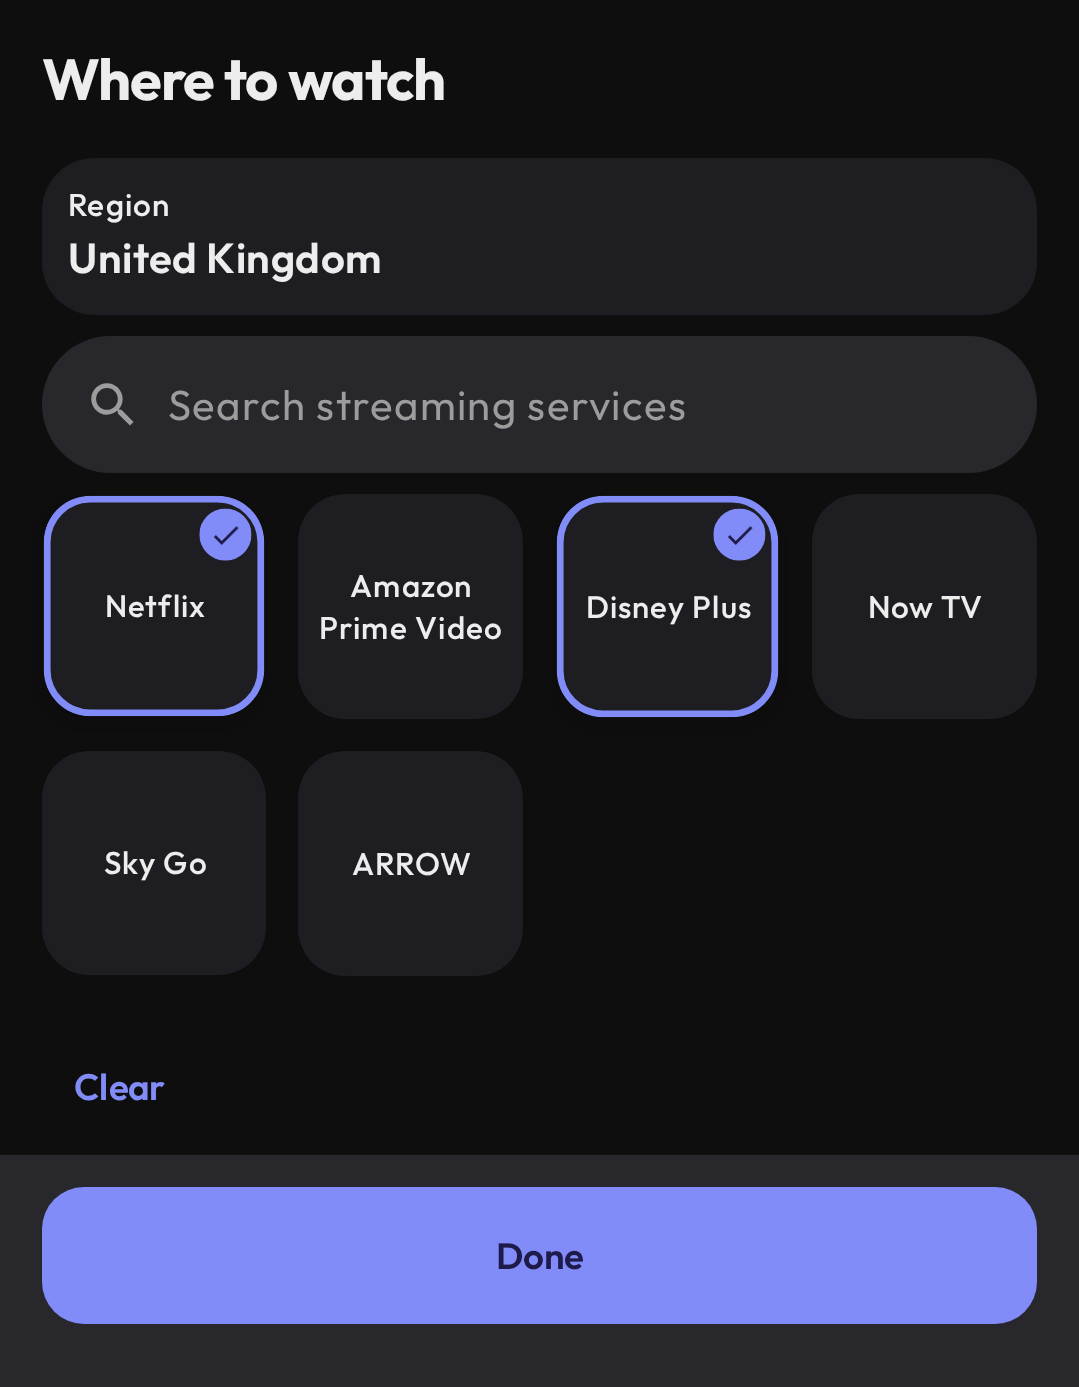 Where to watch
Region
United Kingdom
Search streaming services
Netflix
Amazon
Prime Video
Disney Plus
Now TV
Sky Go
ARROW
Clear
Done